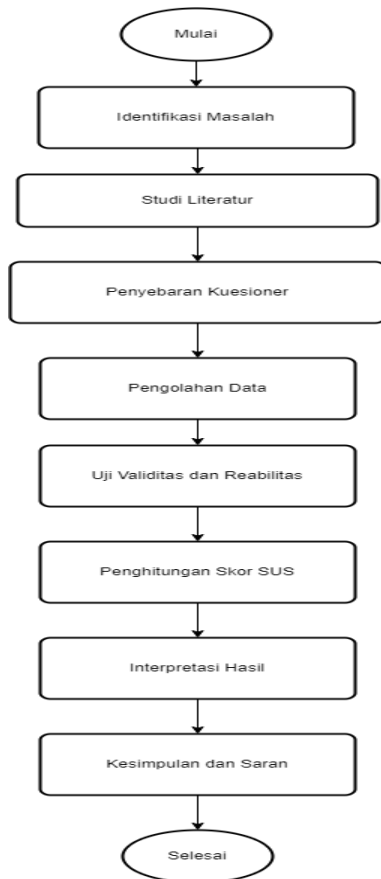 Mulai
Identifikasi Masalah
Studi Literatur
Penyebaran Kuesioner
Pengolahan Data
Uji Validitas dan Reabilitas
Penghitungan Skor SUS
Interpretasi Hasil
Kesimpulan dan Saran
Selesai